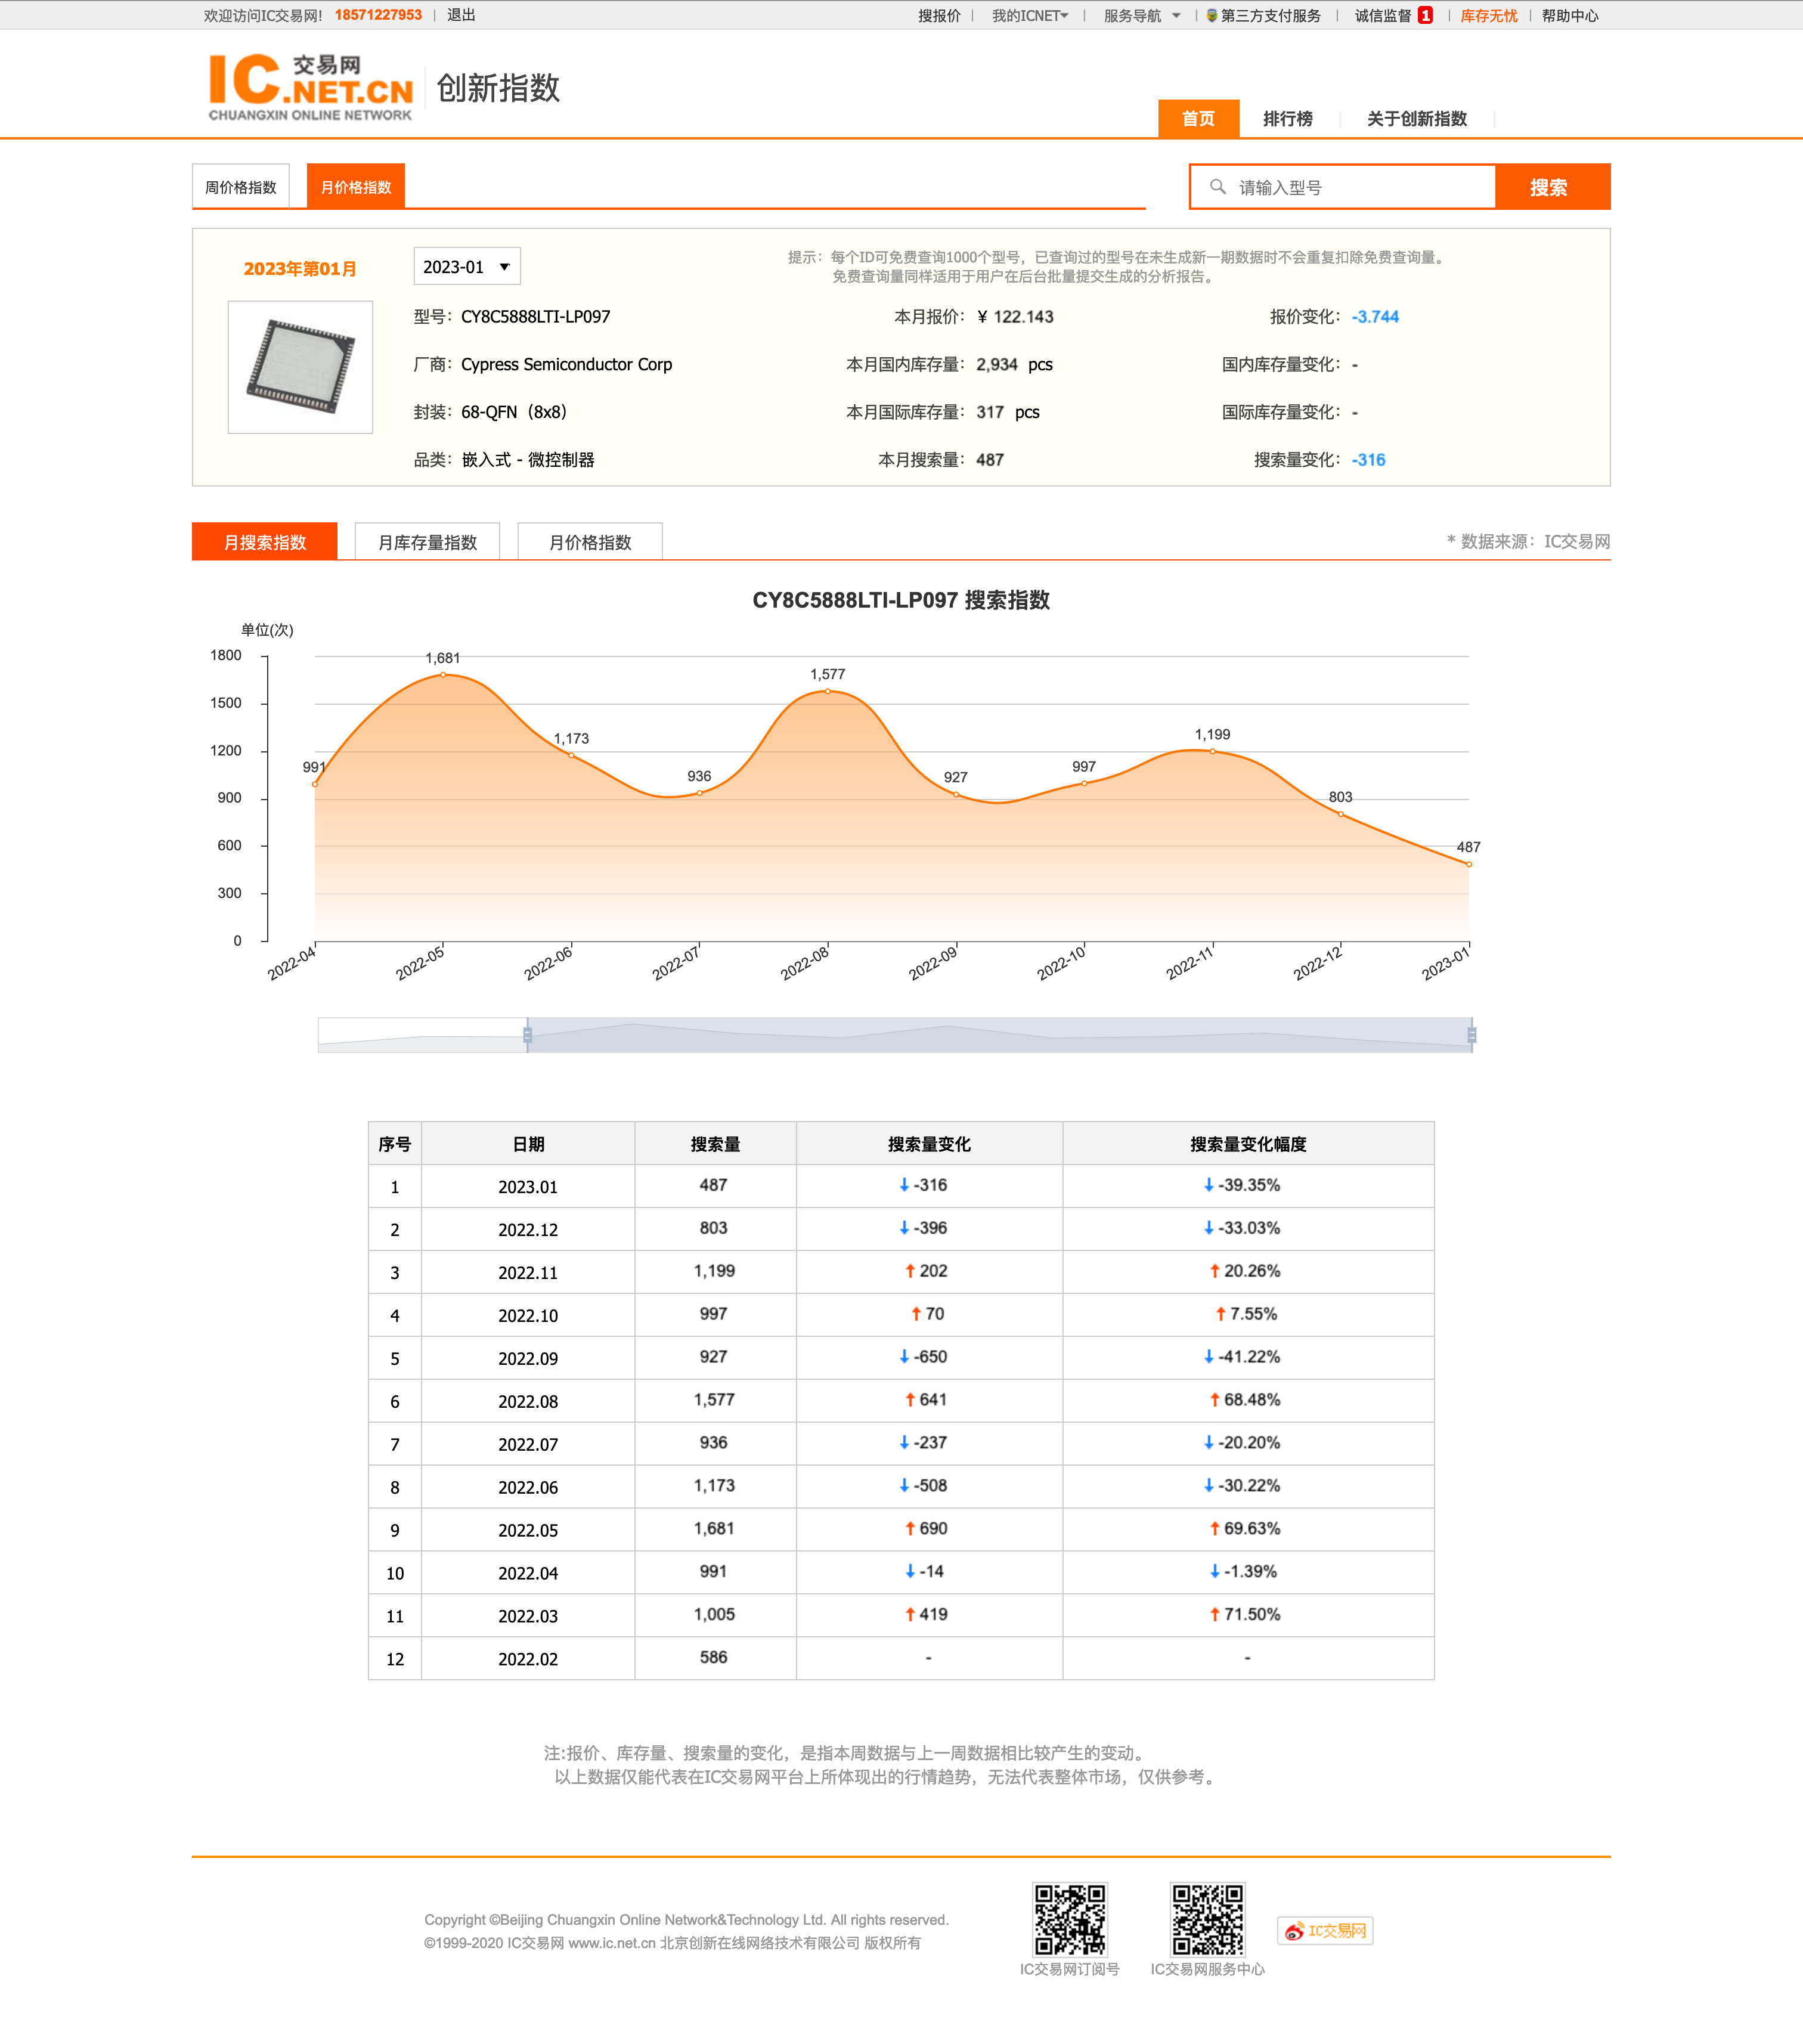 欢迎访问IC交易网! 18571227953 | 退出
搜报价 | 我的ICNET | 服务导航 | 第三方支付服务 | 诚信监督 1 | 库存无忧 | 帮助中心
IC交易网
.NET.CN
CHUANGXIN ONLINE NETWORK
创新指数
首页 排行榜 关于创新指数
周价格指数 月价格指数 请输入型号 搜索
2023年第01月 2023-01
提示：每个ID可免费查询1000个型号，已查询过的型号在未生成新一期数据时不会重复扣除免费查询量。
免费查询量同样适用于用户在后台批量提交生成的分析报告。
型号：CY8C5888LTI-LP097 本月报价：¥ 122.143 报价变化：-3.744
厂商：Cypress Semiconductor Corp 本月国内库存量：2,934 pcs 国内库存量变化：-
封装：68-QFN（8x8） 本月国际库存量：317 pcs 国际库存量变化：-
品类：嵌入式 - 微控制器 本月搜索量：487 搜索量变化：-316
月搜索指数 月库存量指数 月价格指数 * 数据来源：IC交易网
CY8C5888LTI-LP097 搜索指数
单位(次)
1800
1500
1200
900
600
300
0
991 1,681 1,173 936 1,577 927 997 1,199 803 487
2022-04 2022-05 2022-06 2022-07 2022-08 2022-09 2022-10 2022-11 2022-12 2023-01
序号 日期 搜索量 搜索量变化 搜索量变化幅度
1 2023.01 487 ↓-316 ↓-39.35%
2 2022.12 803 ↓-396 ↓-33.03%
3 2022.11 1,199 ↑202 ↑20.26%
4 2022.10 997 ↑70 ↑7.55%
5 2022.09 927 ↓-650 ↓-41.22%
6 2022.08 1,577 ↑641 ↑68.48%
7 2022.07 936 ↓-237 ↓-20.20%
8 2022.06 1,173 ↓-508 ↓-30.22%
9 2022.05 1,681 ↑690 ↑69.63%
10 2022.04 991 ↓-14 ↓-1.39%
11 2022.03 1,005 ↑419 ↑71.50%
12 2022.02 586 - -
注:报价、库存量、搜索量的变化，是指本周数据与上一周数据相比较产生的变动。
以上数据仅能代表在IC交易网平台上所体现出的行情趋势，无法代表整体市场，仅供参考。
Copyright ©Beijing Chuangxin Online Network&Technology Ltd. All rights reserved.
©1999-2020 IC交易网 www.ic.net.cn 北京创新在线网络技术有限公司 版权所有
IC交易网订阅号 IC交易网服务中心 IC交易网